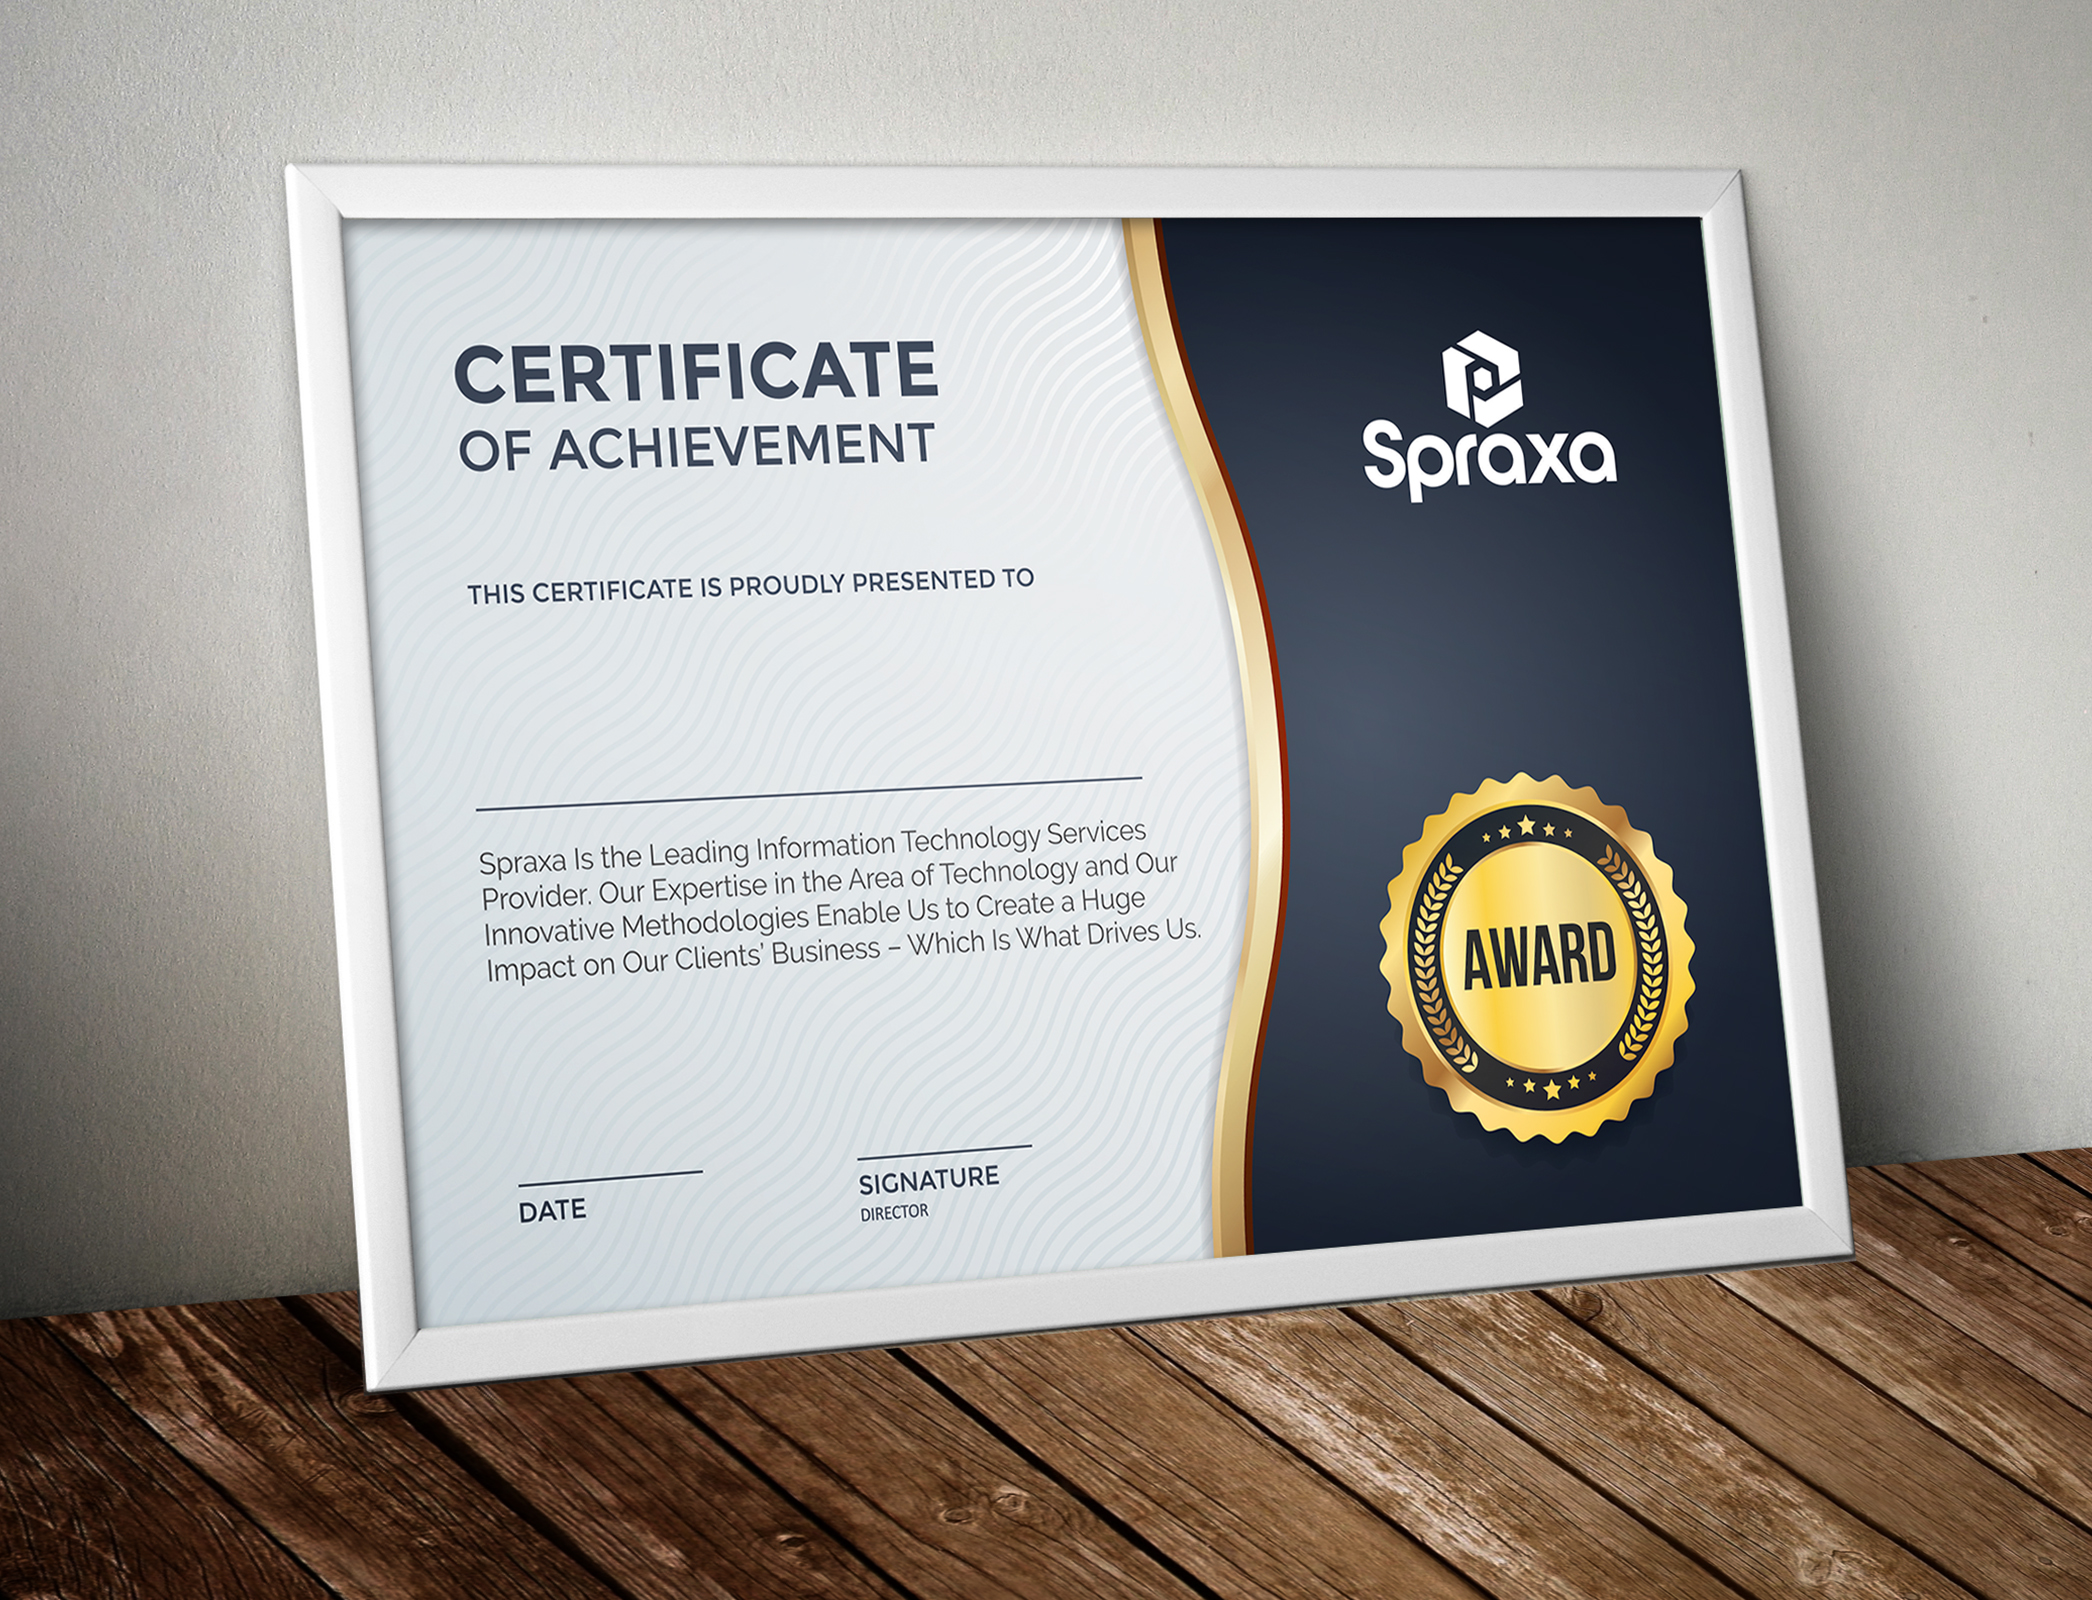 CERTIFICATE
OF ACHIEVEMENT
THIS CERTIFICATE IS PROUDLY PRESENTED TO
Spraxa Is the Leading Information Technology Services
Provider. Our Expertise in the Area of Technology and Our
Innovative Methodologies Enable Us to Create a Huge
Impact on Our Clients’ Business – Which Is What Drives Us.
DATE
SIGNATURE
DIRECTOR
Spraxa
AWARD